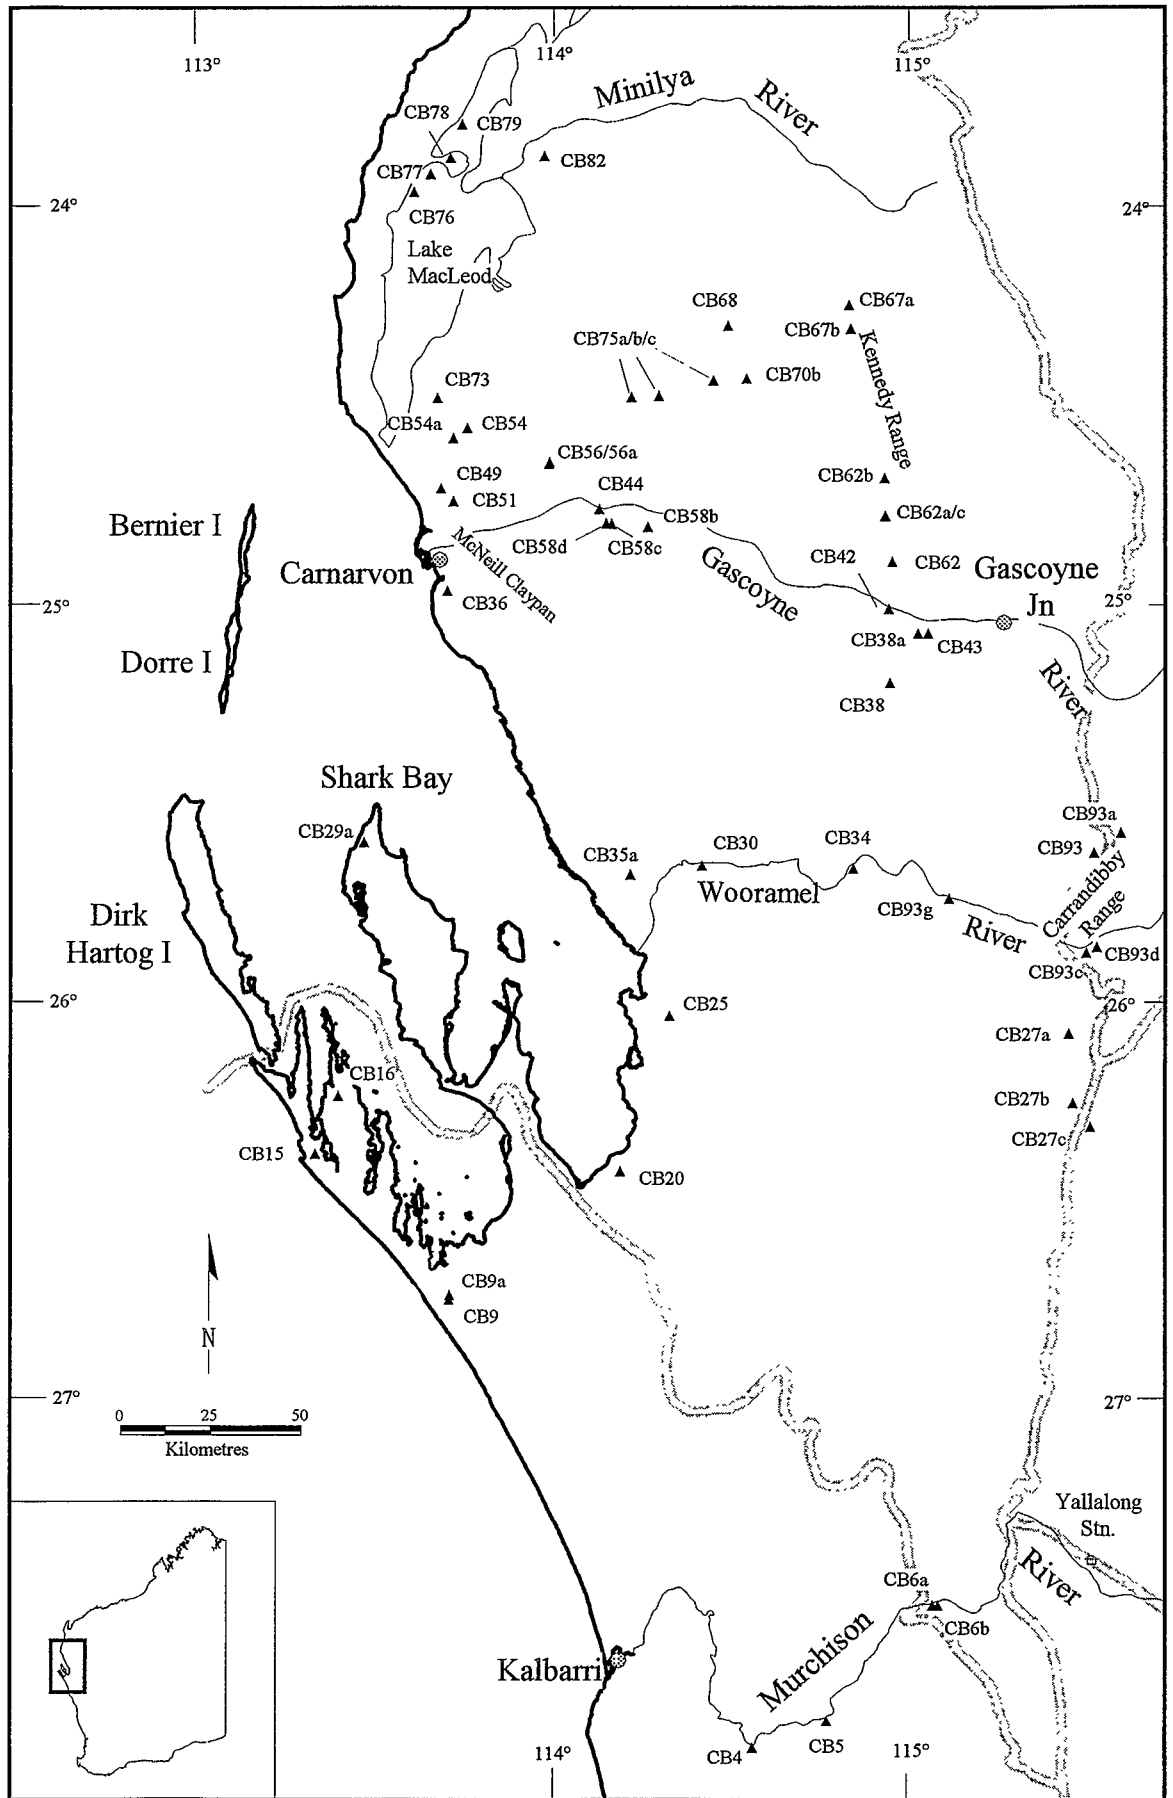 113°
114°
115°
Minilya
River
CB78
CB79
CB82
CB77
CB76
24°
24°
Lake
MacLeod
CB68
CB67a
CB67b
CB75a/b/c
CB70b
Kennedy Range
CB73
CB54a
CB54
CB56/56a
CB49
CB51
CB44
CB62b
CB62a/c
CB58b
CB58d
CB58c
Bernier I
McNeill Claypan
Carnarvon
CB36
Gascoyne
CB42
CB62
Gascoyne
Jn
25°
25°
CB38a
CB43
Dorre I
CB38
River
Shark Bay
CB29a
CB93a
CB93
CB35a
CB30
CB34
Wooramel
Carrandibby
Range
CB93g
River
Dirk
Hartog I
CB93d
CB93c
26°
26°
CB25
CB27a
CB16
CB27b
CB27c
CB15
CB20
CB9a
CB9
N
27°
27°
0 25 50
Kilometres
Yallalong
Stn.
River
CB6a
CB6b
Murchison
Kalbarri
CB4
CB5
114°
115°